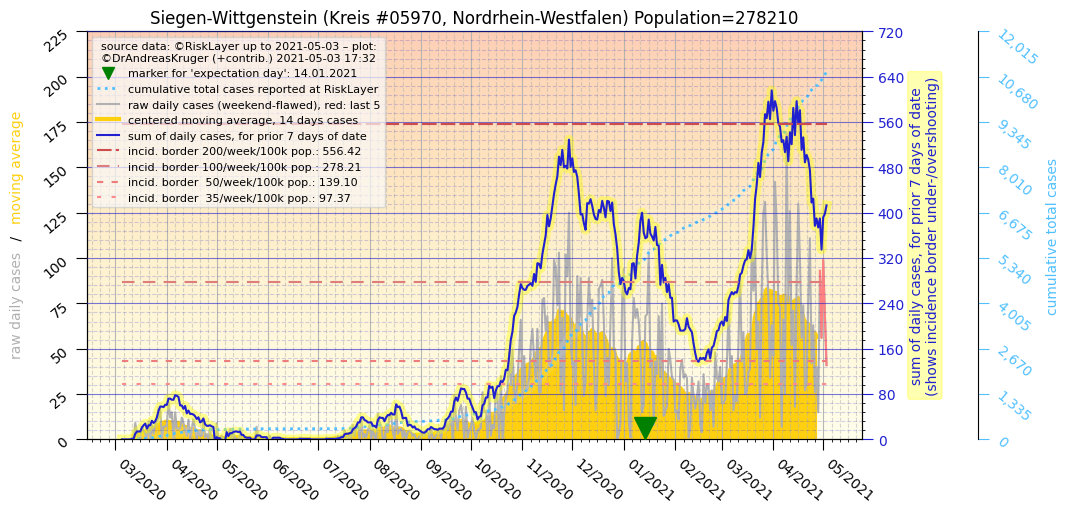 Siegen-Wittgenstein (Kreis #05970, Nordrhein-Westfalen) Population=278210
source data: ©RiskLayer up to 2021-05-03 – plot:
©DrAndreasKruger (+contrib.) 2021-05-03 17:32
marker for 'expectation day': 14.01.2021
cumulative total cases reported at RiskLayer
raw daily cases (weekend-flawed), red: last 5
centered moving average, 14 days cases
sum of daily cases, for prior 7 days of date
incid. border 200/week/100k pop.: 556.42
incid. border 100/week/100k pop.: 278.21
incid. border  50/week/100k pop.: 139.10
incid. border  35/week/100k pop.: 97.37
raw daily cases   /   moving average
225
200
175
150
125
100
75
50
25
0
03/2020
04/2020
05/2020
06/2020
07/2020
08/2020
09/2020
10/2020
11/2020
12/2020
01/2021
02/2021
03/2021
04/2021
05/2021
720
640
560
480
400
320
240
160
80
0
sum of daily cases, for prior 7 days of date
(shows incidence border under-/overshooting)
12,015
10,680
9,345
8,010
6,675
5,340
4,005
2,670
1,335
0
cumulative total cases